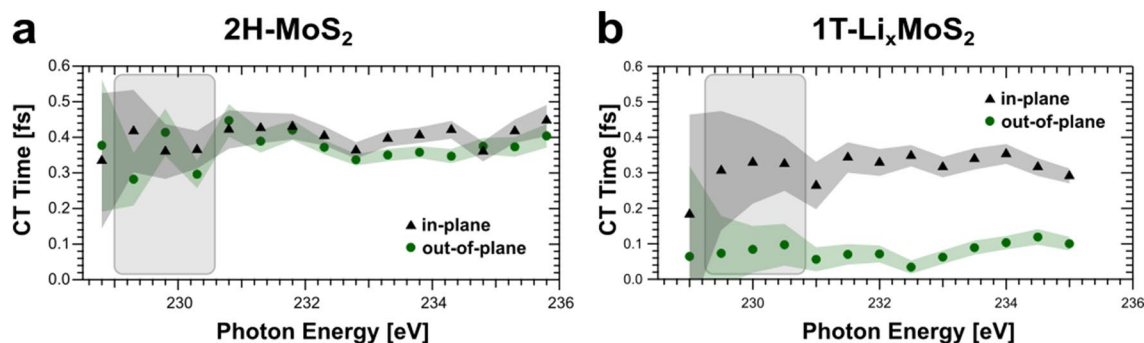 a 2H-MoS₂
0.6
0.5
0.4
0.3
0.2
0.1
0.0
CT Time [fs]
in-plane
out-of-plane
230 232 234 236
Photon Energy [eV]
b 1T-LiₓMoS₂
0.6
0.5
0.4
0.3
0.2
0.1
0.0
CT Time [fs]
in-plane
out-of-plane
230 232 234 236
Photon Energy [eV]